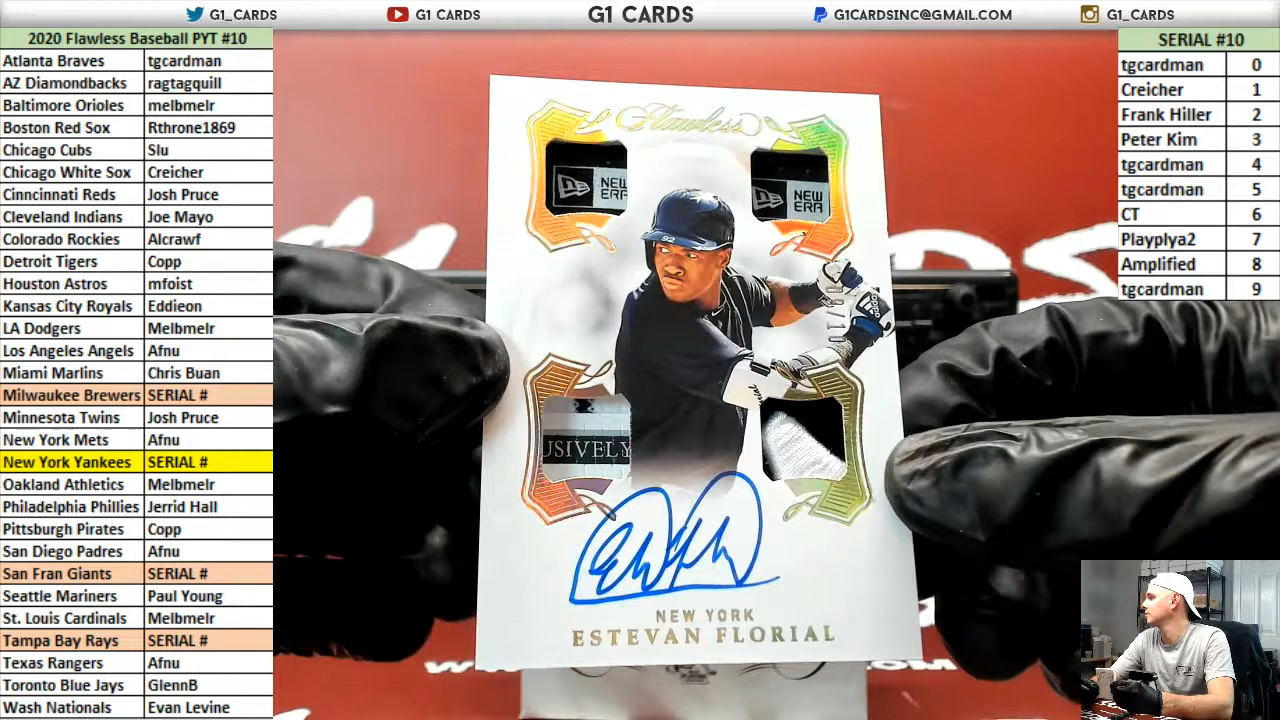 G1_CARDS
G1 CARDS
G1 CARDS
G1CARDSINC@GMAIL.COM
G1_CARDS
2020 Flawless Baseball PYT #10
Atlanta Braves tgcardman
AZ Diamondbacks ragtagquill
Baltimore Orioles melbmelr
Boston Red Sox Rthrone1869
Chicago Cubs Slu
Chicago White Sox Creicher
Cinncinnati Reds Josh Pruce
Cleveland Indians Joe Mayo
Colorado Rockies Alcrawf
Detroit Tigers Copp
Houston Astros mfoist
Kansas City Royals Eddieon
LA Dodgers Melbmelr
Los Angeles Angels Afnu
Miami Marlins Chris Buan
Milwaukee Brewers SERIAL #
Minnesota Twins Josh Pruce
New York Mets Afnu
New York Yankees SERIAL #
Oakland Athletics Melbmelr
Philadelphia Phillies Jerrid Hall
Pittsburgh Pirates Copp
San Diego Padres Afnu
San Fran Giants SERIAL #
Seattle Mariners Paul Young
St. Louis Cardinals Melbmelr
Tampa Bay Rays SERIAL #
Texas Rangers Afnu
Toronto Blue Jays GlennB
Wash Nationals Evan Levine
SERIAL #10
tgcardman 0
Creicher 1
Frank Hiller 2
Peter Kim 3
tgcardman 4
tgcardman 5
CT 6
Playplya2 7
Amplified 8
tgcardman 9
Flawless
NEW ERA
NEW ERA
92
adidas
USIVELY
NEW YORK
ESTEVAN FLORIAL